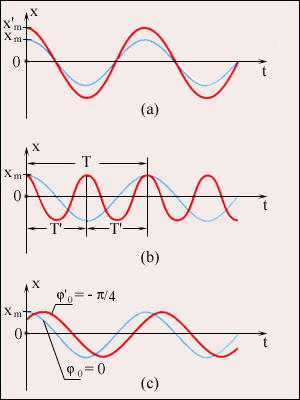 x
x'm
xm
0
t
(a)
x
T
xm
0
t
T' T'
(b)
x
φ'0 = - π/4
xm
0
t
φ0 = 0
(c)